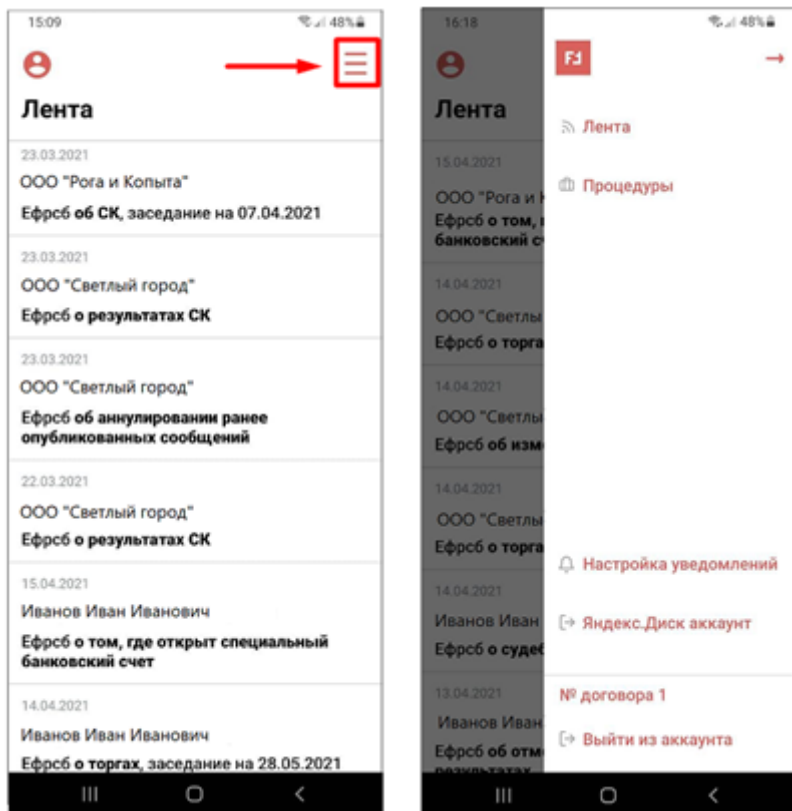 15:09
48%
Лента
23.03.2021
ООО "Рога и Копыта"
Ефрсб об СК, заседание на 07.04.2021
23.03.2021
ООО "Светлый город"
Ефрсб о результатах СК
23.03.2021
ООО "Светлый город"
Ефрсб об аннулировании ранее
опубликованных сообщений
22.03.2021
ООО "Светлый город"
Ефрсб о результатах СК
15.04.2021
Иванов Иван Иванович
Ефрсб о том, где открыт специальный
банковский счет
14.04.2021
Иванов Иван Иванович
Ефрсб о торгах, заседание на 28.05.2021
16:18
48%
Лента
15.04.2021
ООО "Рога и
Ефрсб о том,
банковский
14.04.2021
ООО "Светлы
Ефрсб о торга
14.04.2021
ООО "Светлы
Ефрсб об изм
14.04.2021
ООО "Светлы
Ефрсб о торга
14.04.2021
Иванов Иван
Ефрсб о суде
13.04.2021
Иванов Иван
Ефрсб об отм
Лента
Процедуры
Настройка уведомлений
Яндекс.Диск аккаунт
№ договора 1
Выйти из аккаунта